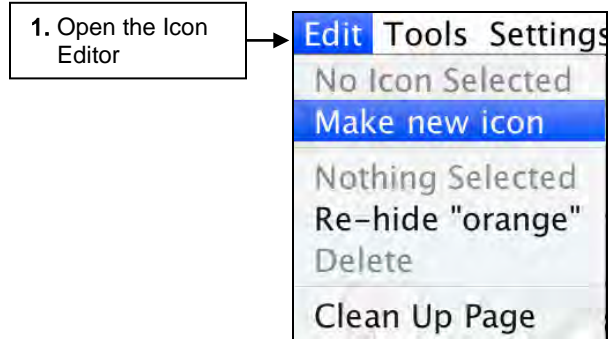 1. Open the Icon
Editor
Edit Tools Settings
No Icon Selected
Make new icon
Nothing Selected
Re-hide "orange"
Delete
Clean Up Page